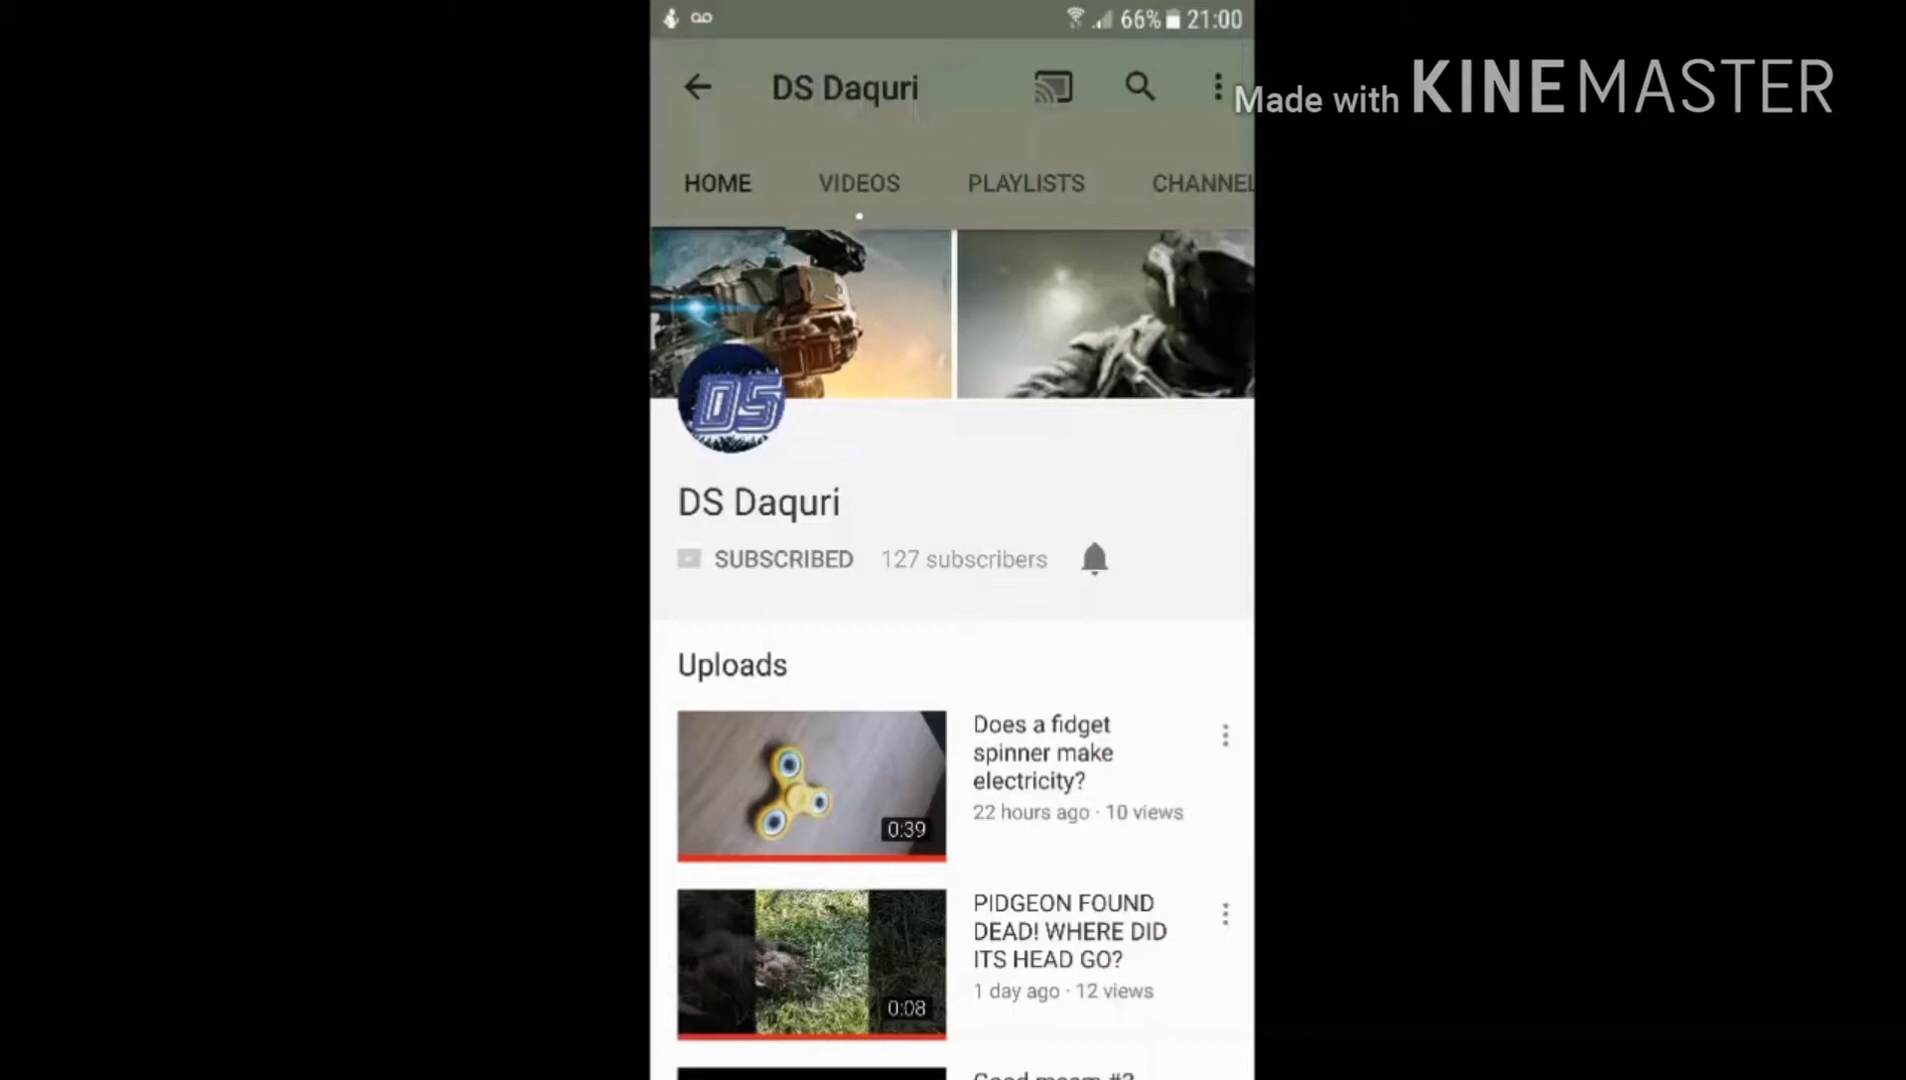 66% 21:00
DS Daquri
Made with KINEMASTER
HOME VIDEOS PLAYLISTS CHANNEL
DS
DS Daquri
SUBSCRIBED 127 subscribers
Uploads
Does a fidget
spinner make
electricity?
22 hours ago · 10 views
0:39
PIDGEON FOUND
DEAD! WHERE DID
ITS HEAD GO?
1 day ago · 12 views
0:08